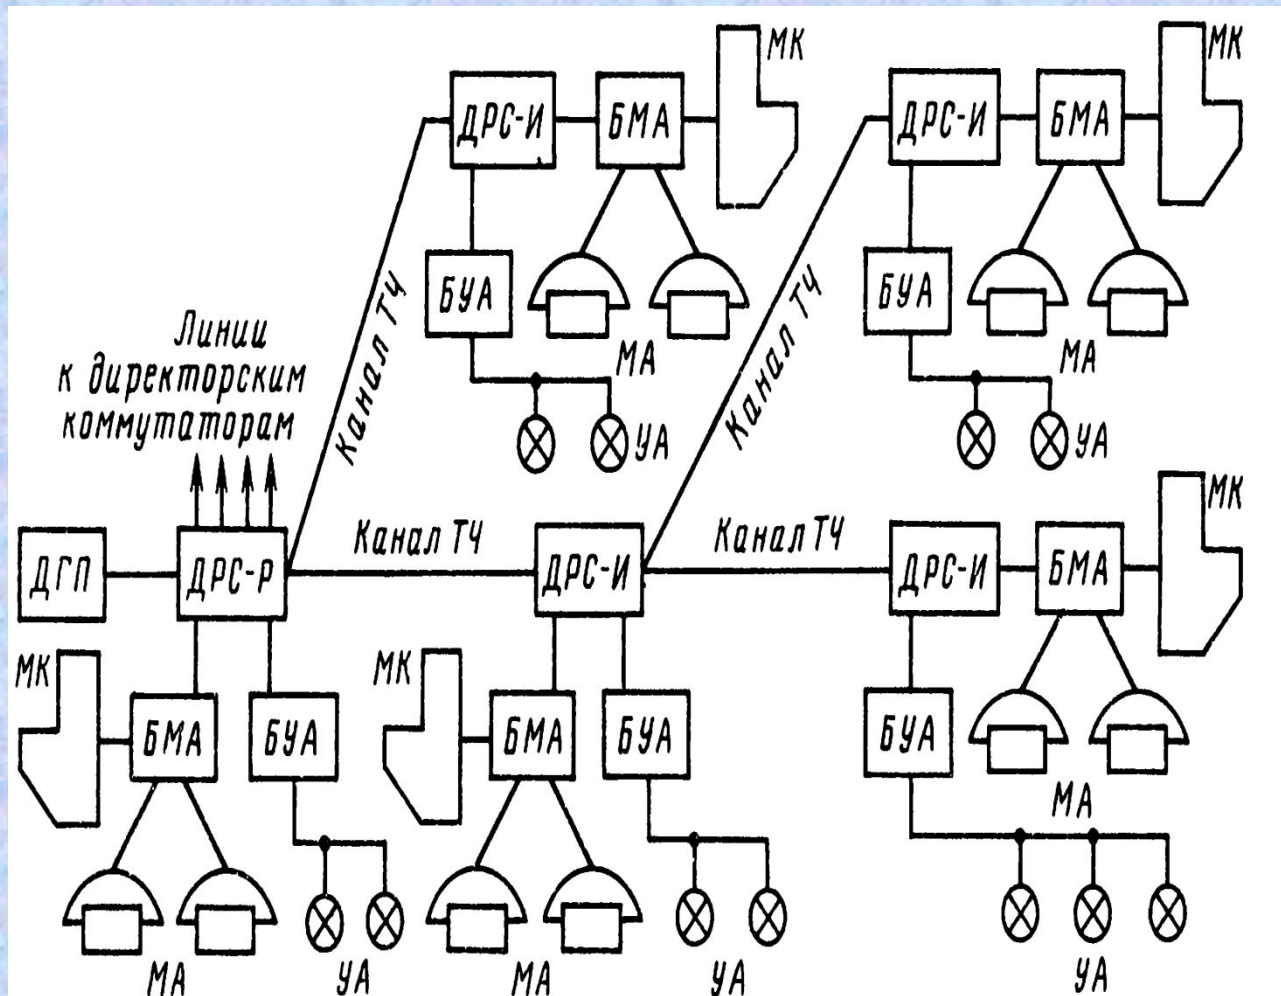 МК
МК
ДРС-И
БМА
ДРС-И
БМА
Канал ТЧ
БУА
Канал ТЧ
БУА
Линии
к директорским
коммутаторам
МА
МА
УА
УА
МК
ДГП
ДРС-Р
Канал ТЧ
ДРС-И
Канал ТЧ
ДРС-И
БМА
МК
МК
БМА
БУА
БМА
БУА
БУА
МА
МА
УА
МА
УА
УА